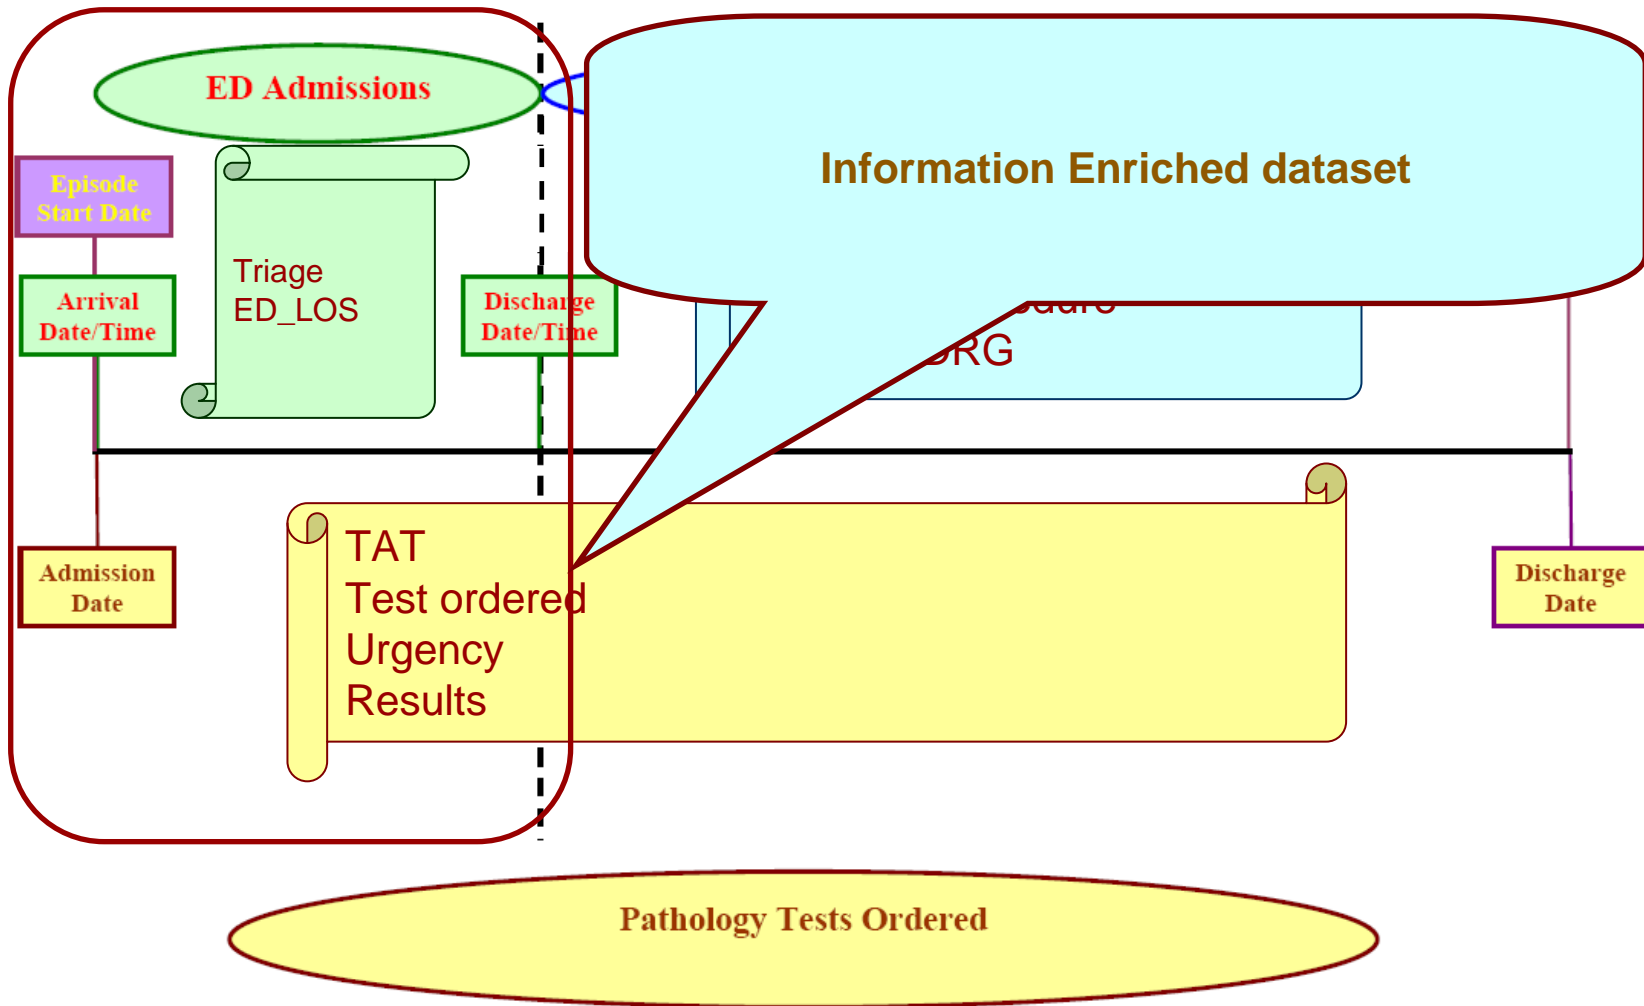 ED Admissions
Information Enriched dataset
Episode
Start Date
Triage
ED_LOS
Arrival
Date/Time
Discharge
Date/Time
DRG
TAT
Test ordered
Urgency
Results
Admission
Date
Discharge
Date
Pathology Tests Ordered